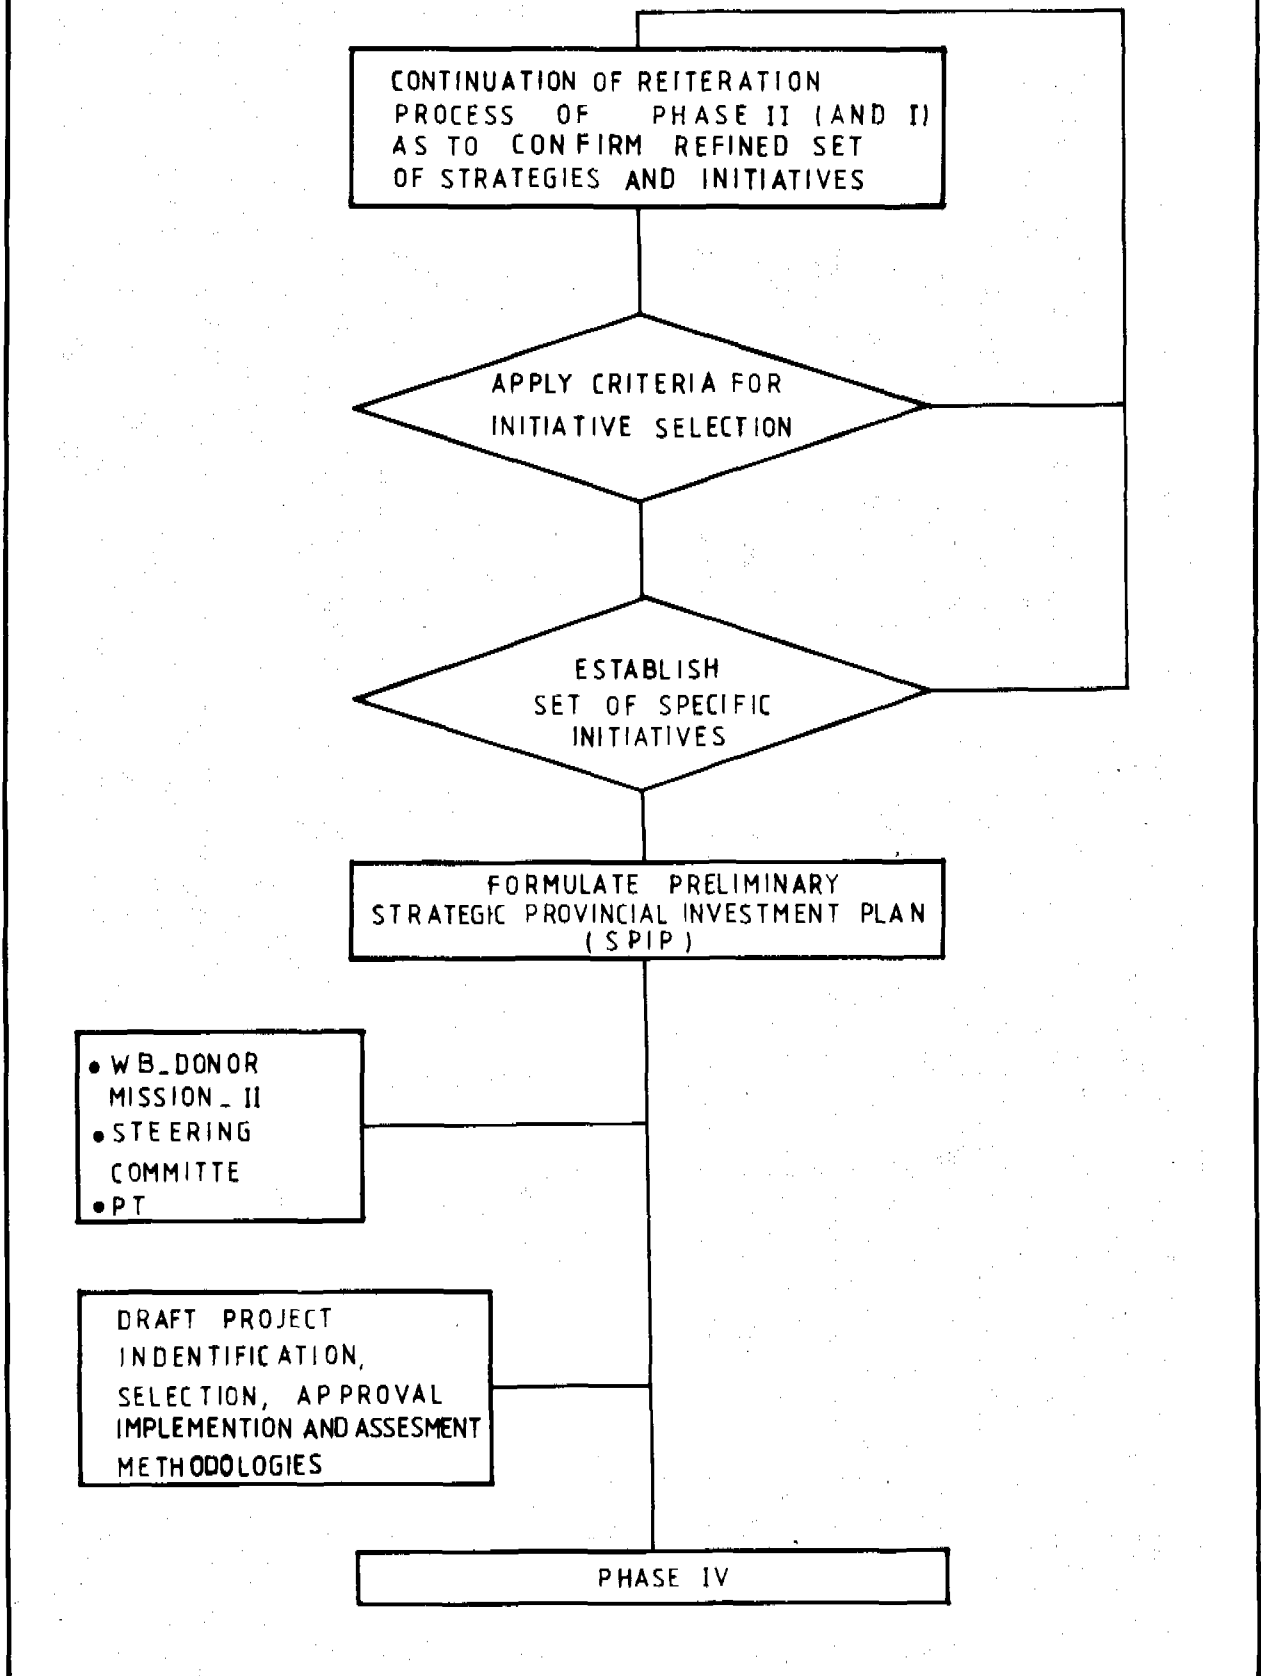 CONTINUATION OF REITERATION
PROCESS OF PHASE II (AND I)
AS TO CONFIRM REFINED SET
OF STRATEGIES AND INITIATIVES
APPLY CRITERIA FOR
INITIATIVE SELECTION
ESTABLISH
SET OF SPECIFIC
INITIATIVES
FORMULATE PRELIMINARY
STRATEGIC PROVINCIAL INVESTMENT PLAN
(SPIP)
• WB_DONOR
MISSION_II
• STEERING
COMMITTE
• PT
DRAFT PROJECT
INDENTIFICATION,
SELECTION, APPROVAL
IMPLEMENTION AND ASSESMENT
METHODOLOGIES
PHASE IV